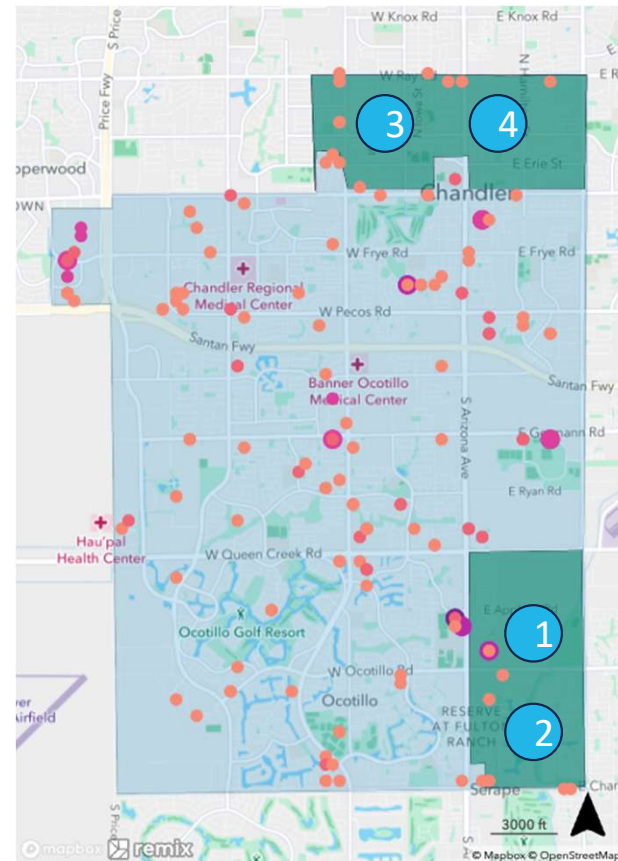 W Knox Rd
E Knox Rd
S Price
Price Fwy
W Ray Rd
N Iowa St
3
4
E Erie St
Chandler
W Frye Rd
E Frye Rd
Chandler Regional
Medical Center
W Pecos Rd
Santan Fwy
Santan Fwy
Banner Ocotillo
Medical Center
S Arizona Ave
E Germann Rd
E Ryan Rd
Hau'pal
Health Center
W Queen Creek Rd
1
Ocotillo Golf Resort
W Ocotillo Rd
Ocotillo
RESERVE
AT FULTON
RANCH
2
Serape
E Chan
S Price
3000 ft
mapbox
remix
© Mapbox © OpenStreetMap